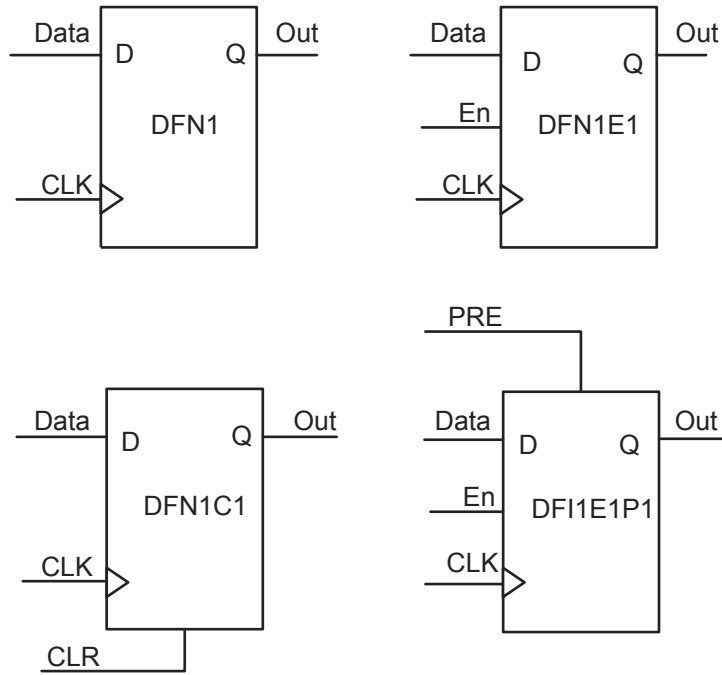 Data
D
Q
Out
DFN1
CLK
Data
D
Q
Out
En
DFN1E1
CLK
Data
D
Q
Out
DFN1C1
CLK
CLR
PRE
Data
D
Q
Out
En
DFI1E1P1
CLK